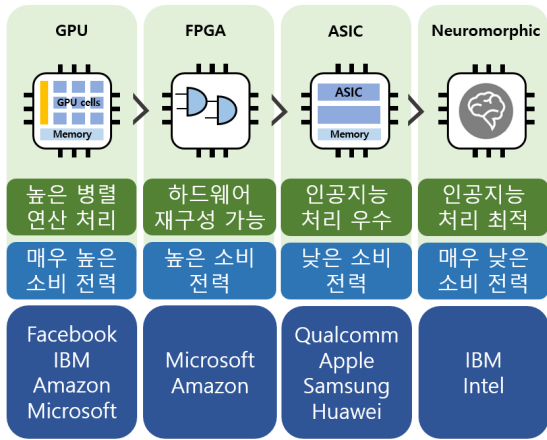 GPU
FPGA
ASIC
Neuromorphic
GPU cells
Memory
ASIC
Memory
높은 병렬
연산 처리
하드웨어
재구성 가능
인공지능
처리 우수
인공지능
처리 최적
매우 높은
소비 전력
높은 소비
전력
낮은 소비
전력
매우 낮은
소비 전력
Facebook
IBM
Amazon
Microsoft
Microsoft
Amazon
Qualcomm
Apple
Samsung
Huawei
IBM
Intel